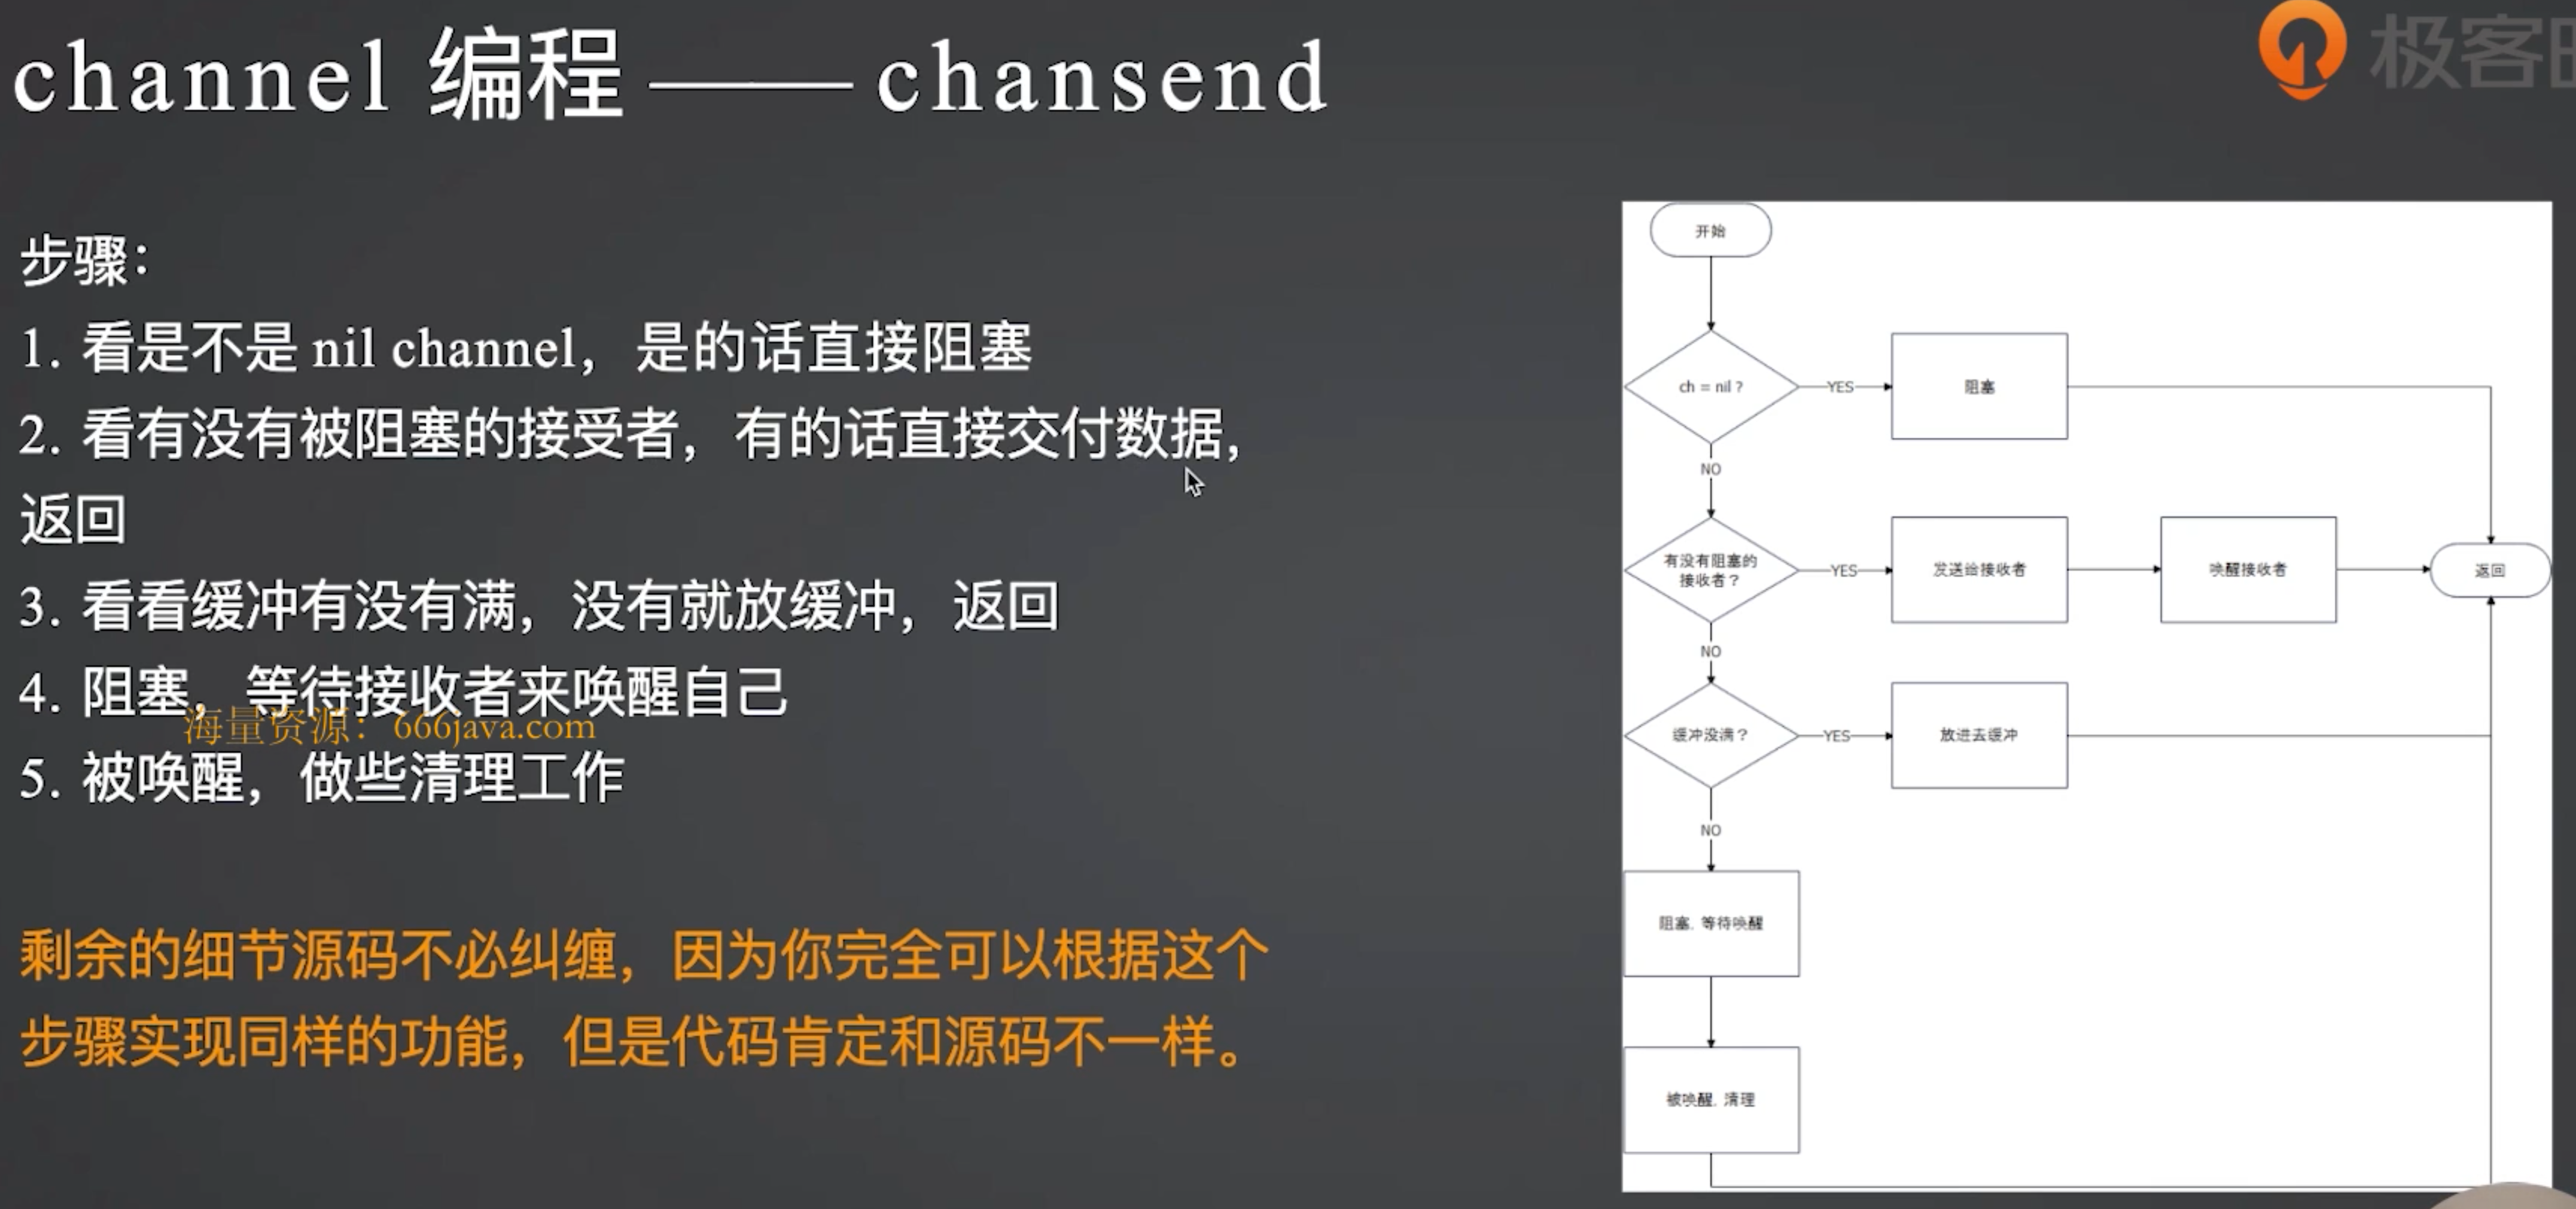 channel 编程 —— chansend
极客
步骤：
1. 看是不是 nil channel，是的话直接阻塞
2. 看有没有被阻塞的接受者，有的话直接交付数据，
返回
3. 看看缓冲有没有满，没有就放缓冲，返回
4. 阻塞，等待接收者来唤醒自己
海量资源：666java.com
5. 被唤醒，做些清理工作
剩余的细节源码不必纠缠，因为你完全可以根据这个
步骤实现同样的功能，但是代码肯定和源码不一样。
开始
ch = nil ?
YES
阻塞
NO
有没有阻塞的
接收者？
YES
发送给接收者
唤醒接收者
返回
NO
缓冲没满？
YES
放进去缓冲
NO
阻塞, 等待唤醒
被唤醒, 清理